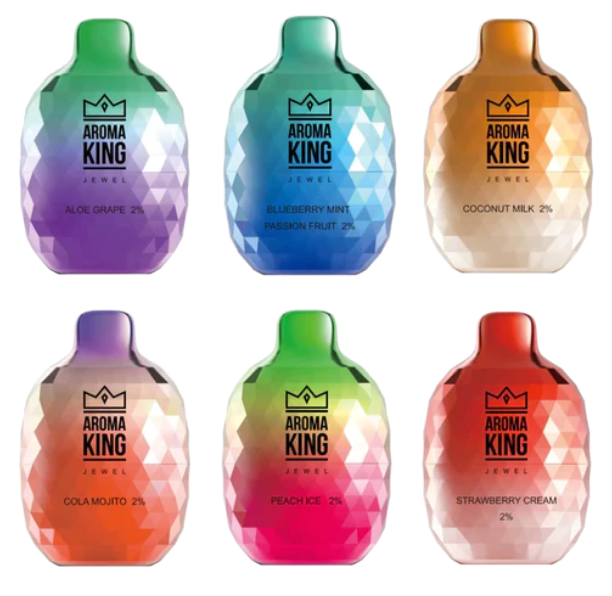 AROMA
KING
JEWEL
ALOE GRAPE 2%
AROMA
KING
JEWEL
BLUEBERRY MINT
PASSION FRUIT 2%
AROMA
KING
JEWEL
COCONUT MILK 2%
AROMA
KING
JEWEL
COLA MOJITO 2%
AROMA
KING
JEWEL
PEACH ICE 2%
AROMA
KING
JEWEL
STRAWBERRY CREAM
2%